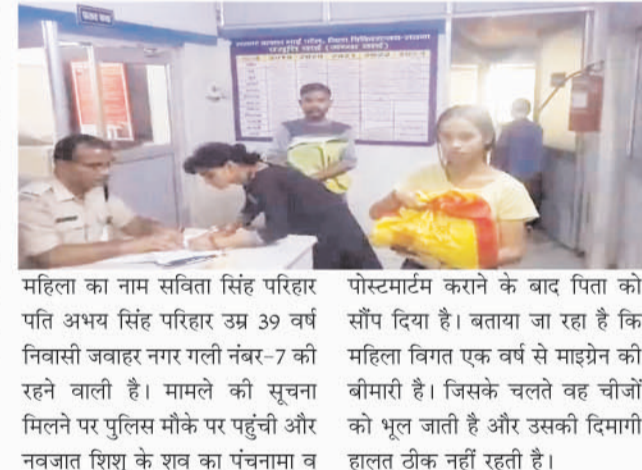 प्रसव कक्ष
महिला का नाम सविता सिंह परिहार
पति अभय सिंह परिहार उम्र 39 वर्ष
निवासी जवाहर नगर गली नंबर-7 की
रहने वाली है। मामले की सूचना
मिलने पर पुलिस मौके पर पहुंची और
नवजात शिशु के शव का पंचनामा व
पोस्टमार्टम कराने के बाद पिता को
सौंप दिया है। बताया जा रहा है कि
महिला विगत एक वर्ष से माइग्रेन की
बीमारी है। जिसके चलते वह चीजों
को भूल जाती है और उसकी दिमागी
हालत ठीक नहीं रहती है।